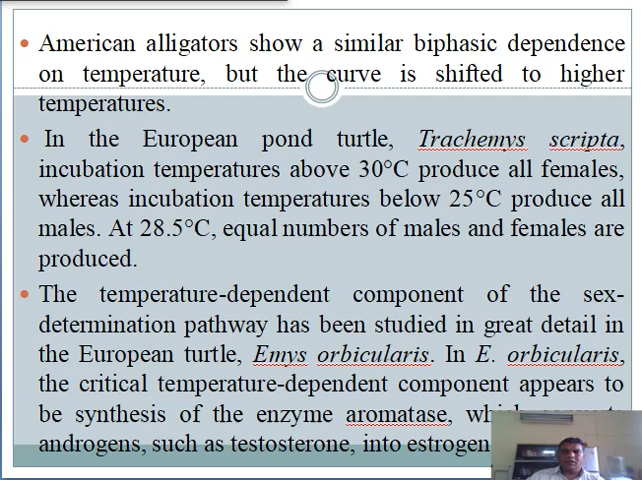 American alligators show a similar biphasic dependence
on temperature, but the curve is shifted to higher
temperatures.
In the European pond turtle, Trachemys scripta,
incubation temperatures above 30°C produce all females,
whereas incubation temperatures below 25°C produce all
males. At 28.5°C, equal numbers of males and females are
produced.
The temperature-dependent component of the sex-
determination pathway has been studied in great detail in
the European turtle, Emys orbicularis. In E. orbicularis,
the critical temperature-dependent component appears to
be synthesis of the enzyme aromatase,
androgens, such as testosterone, into estrogen